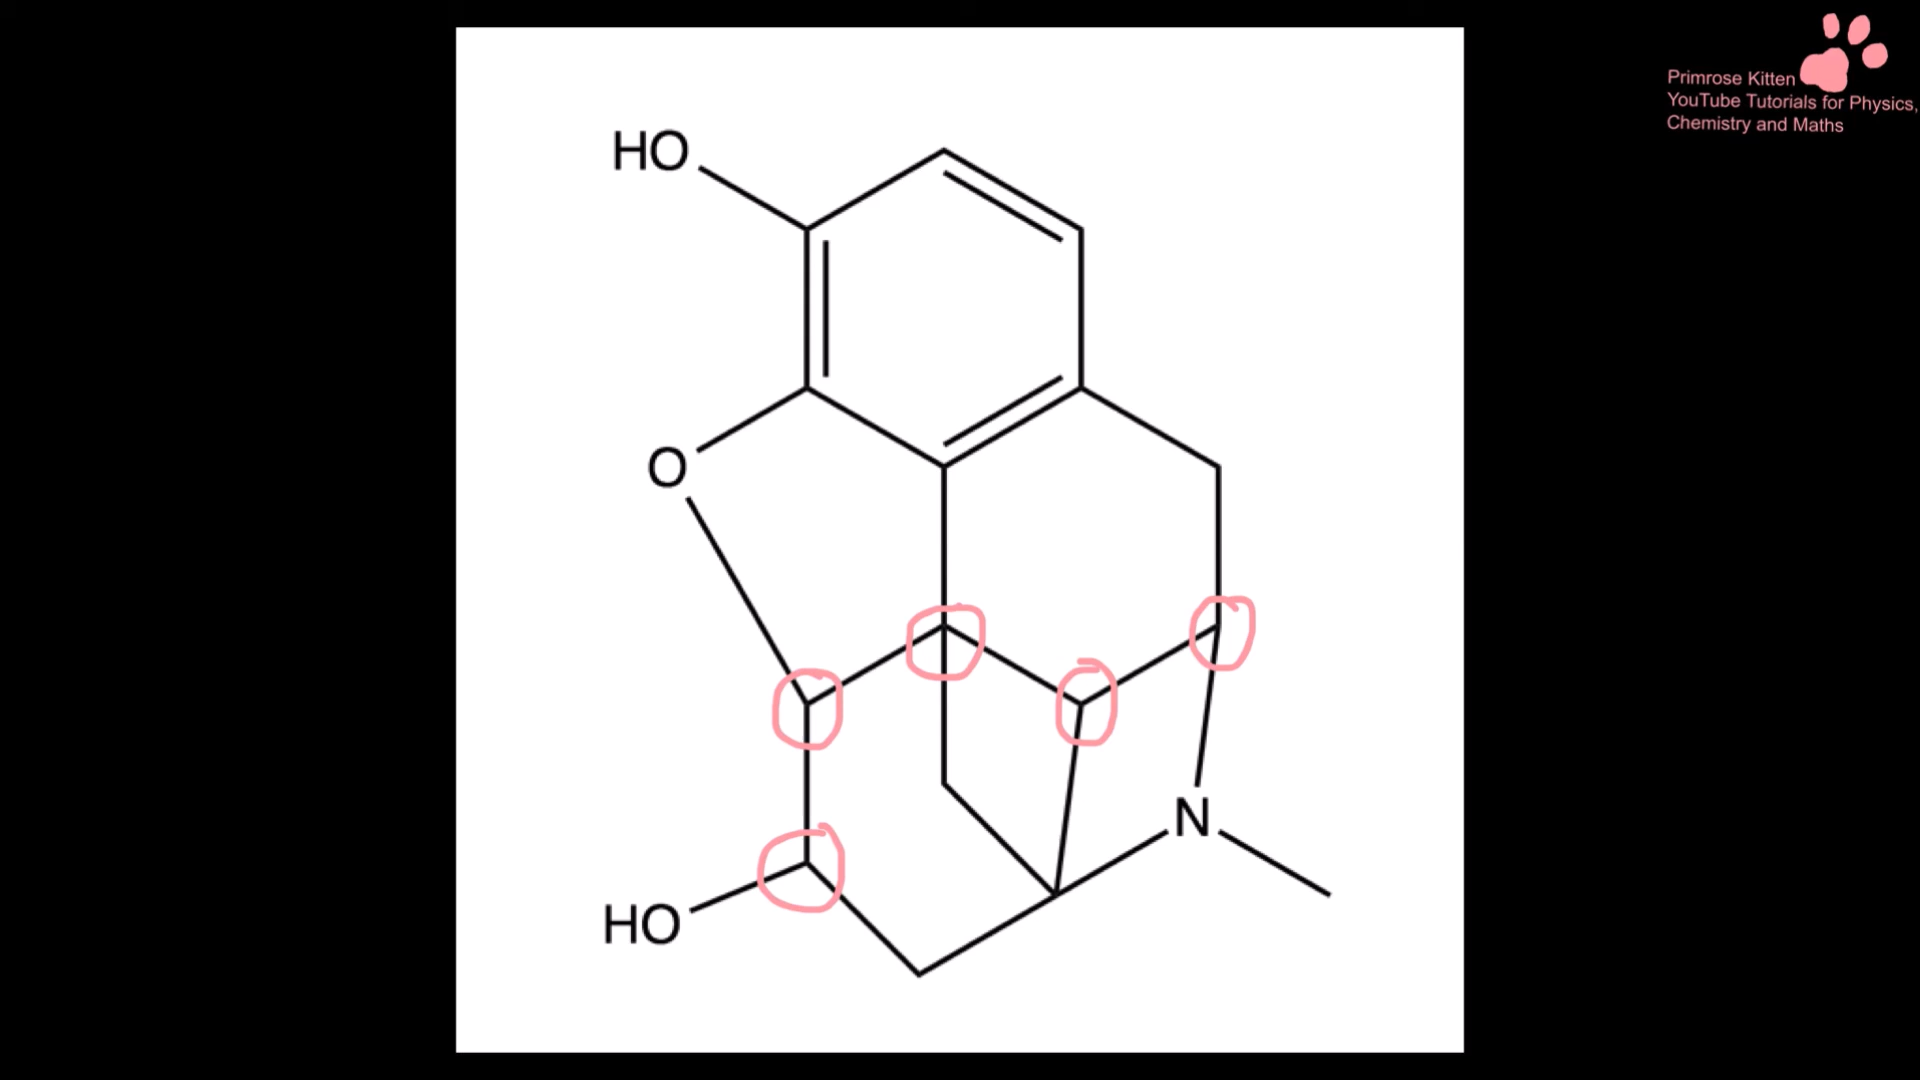 Primrose Kitten
YouTube Tutorials for Physics,
Chemistry and Maths
HO
O
N
HO